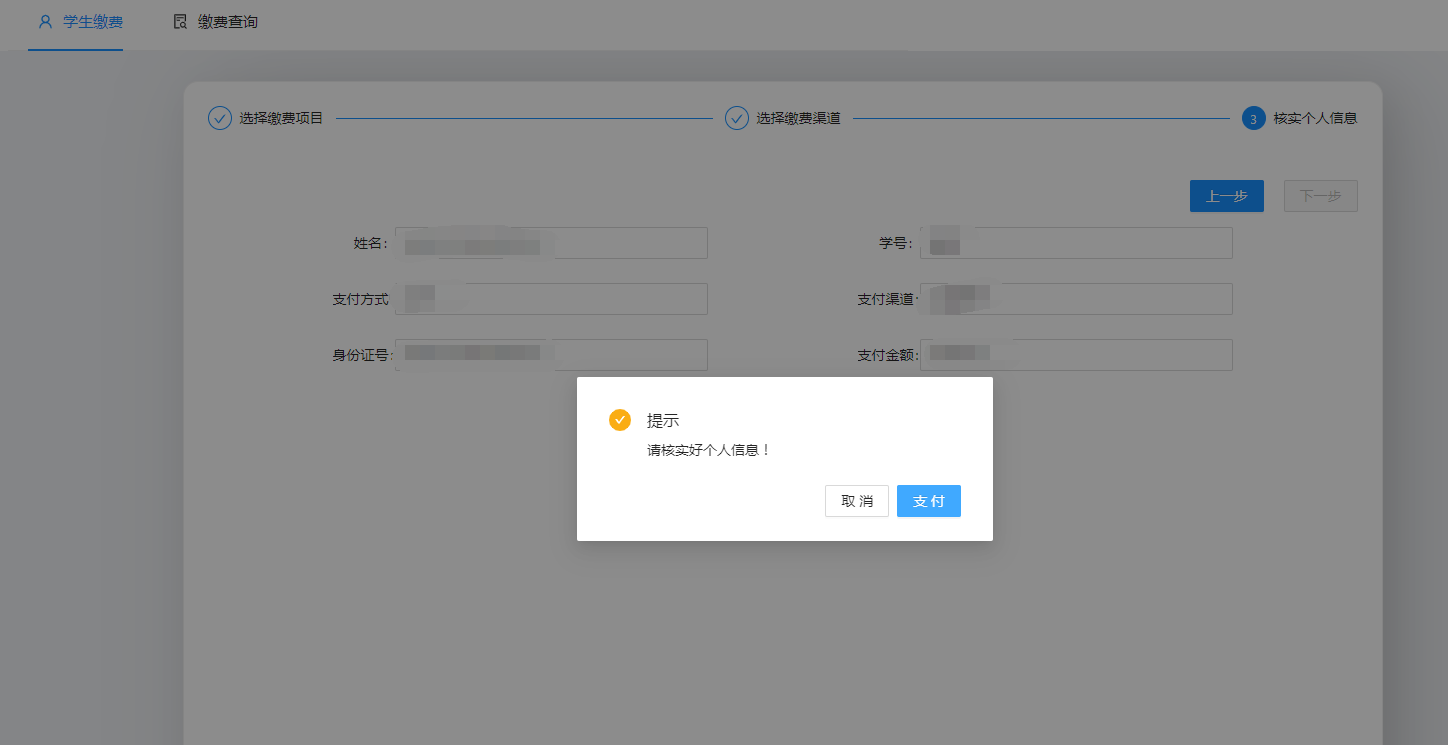 学生缴费 缴费查询
选择缴费项目 选择缴费渠道 3 核实个人信息
上一步 下一步
姓名: 学号:
支付方式 支付渠道:
身份证号: 支付金额:
提示
请核实好个人信息！
取 消 支 付